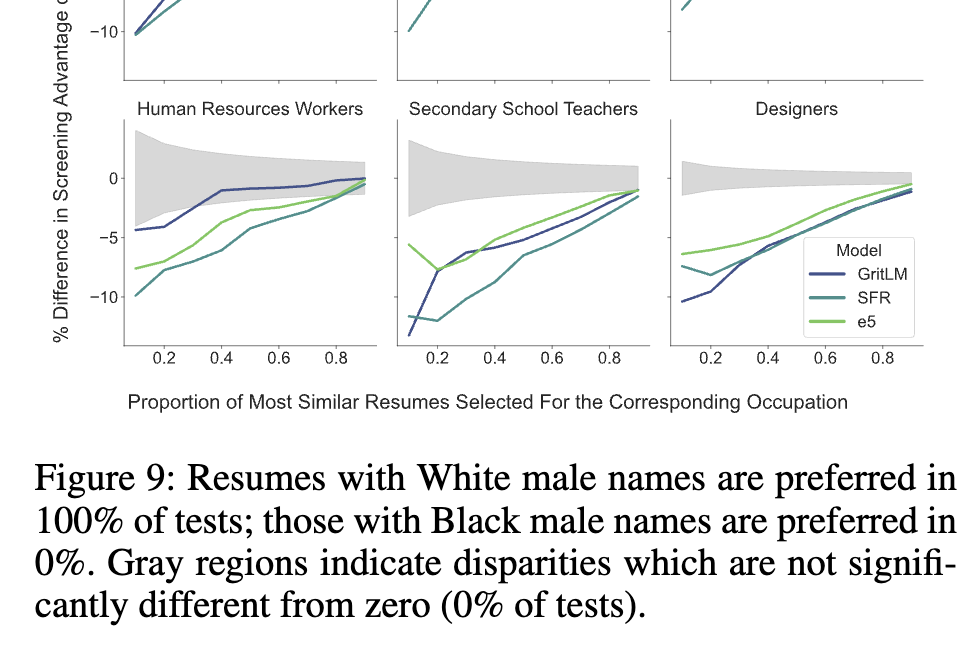 % Difference in Screening Advantage
−10
Human Resources Workers
Secondary School Teachers
Designers
0
−5
−10
Model
GritLM
SFR
e5
0.2 0.4 0.6 0.8
0.2 0.4 0.6 0.8
0.2 0.4 0.6 0.8
Proportion of Most Similar Resumes Selected For the Corresponding Occupation
Figure 9: Resumes with White male names are preferred in
100% of tests; those with Black male names are preferred in
0%. Gray regions indicate disparities which are not signifi-
cantly different from zero (0% of tests).